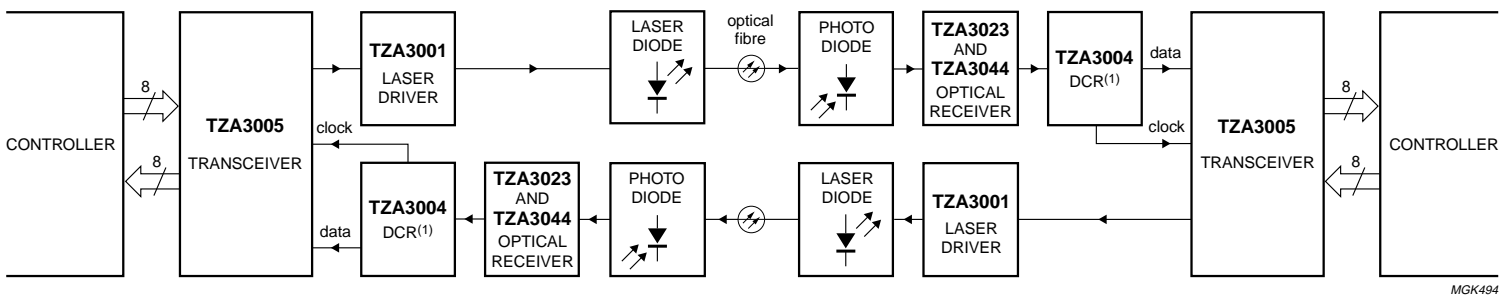 CONTROLLER
8
8
TZA3005
TRANSCEIVER
clock
data
TZA3001
LASER
DRIVER
TZA3004
DCR(1)
LASER
DIODE
optical
fibre
PHOTO
DIODE
TZA3023
AND
TZA3044
OPTICAL
RECEIVER
TZA3004
DCR(1)
data
clock
TZA3023
AND
TZA3044
OPTICAL
RECEIVER
PHOTO
DIODE
LASER
DIODE
TZA3001
LASER
DRIVER
TZA3005
TRANSCEIVER
8
8
CONTROLLER
MGK494